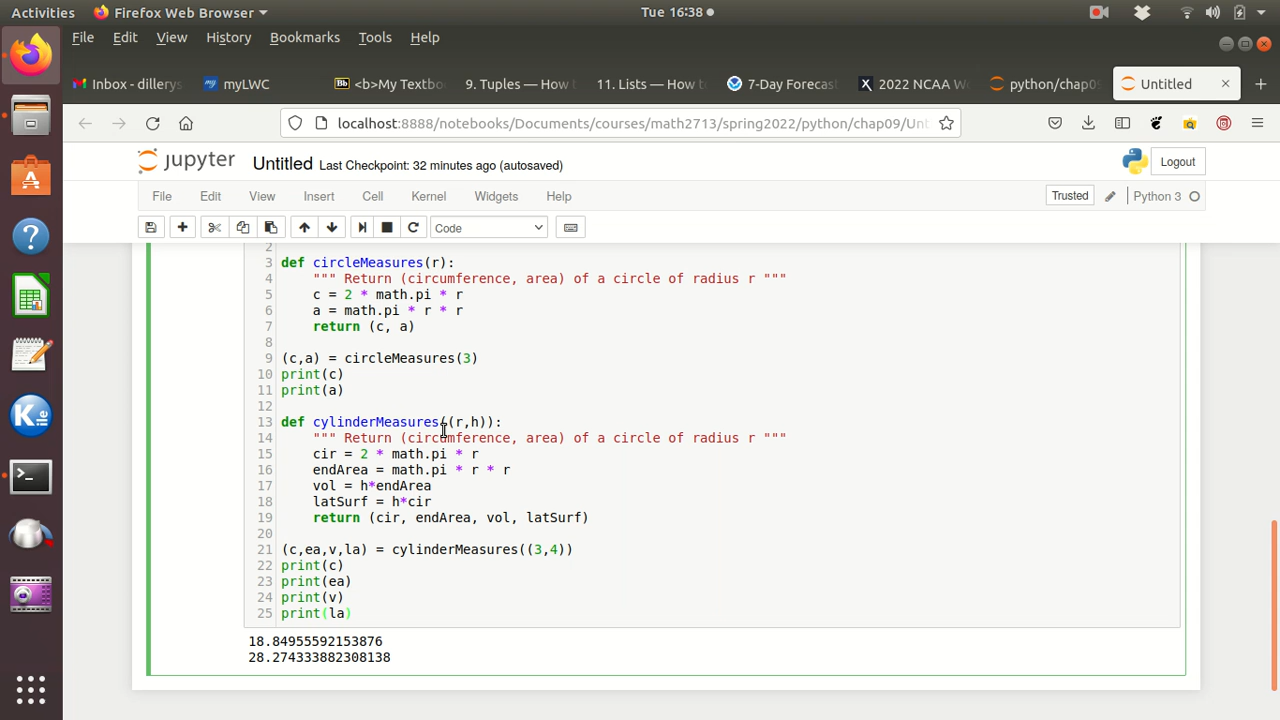 Activities Firefox Web Browser Tue 16:38
File Edit View History Bookmarks Tools Help
Inbox - dillerys myLWC <b>My Textbo 9. Tuples — How t 11. Lists — How to 7-Day Forecast 2022 NCAA Wo python/chap09/ Untitled
localhost:8888/notebooks/Documents/courses/math2713/spring2022/python/chap09/Unt
jupyter Untitled Last Checkpoint: 32 minutes ago (autosaved) Logout
File Edit View Insert Cell Kernel Widgets Help Trusted Python 3
Code
2
3 def circleMeasures(r):
4 """ Return (circumference, area) of a circle of radius r """
5 c = 2 * math.pi * r
6 a = math.pi * r * r
7 return (c, a)
8
9 (c,a) = circleMeasures(3)
10 print(c)
11 print(a)
12
13 def cylinderMeasures((r,h)):
14 """ Return (circumference, area) of a circle of radius r """
15 cir = 2 * math.pi * r
16 endArea = math.pi * r * r
17 vol = h*endArea
18 latSurf = h*cir
19 return (cir, endArea, vol, latSurf)
20
21 (c,ea,v,la) = cylinderMeasures((3,4))
22 print(c)
23 print(ea)
24 print(v)
25 print(la)
18.84955592153876
28.274333882308138